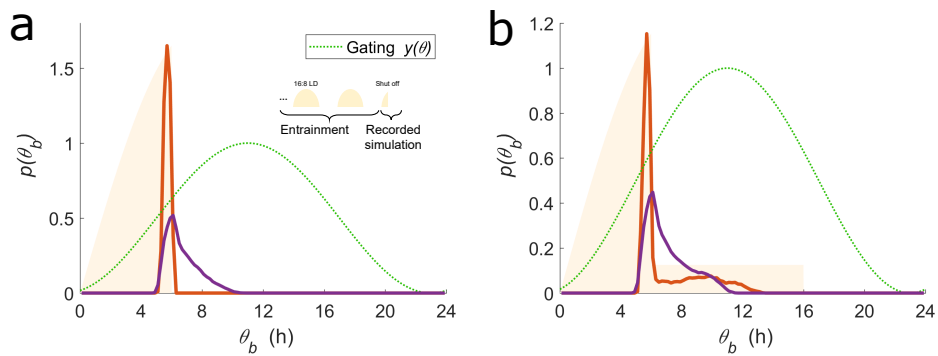 a
p(θb)
1.5
1
0.5
0
0 4 8 12 16 20 24
θb (h)
Gating y(θ)
16:8 LD
Shut off
...
Entrainment
Recorded
simulation
b
p(θb)
1.2
1
0.8
0.6
0.4
0.2
0
0 4 8 12 16 20 24
θb (h)